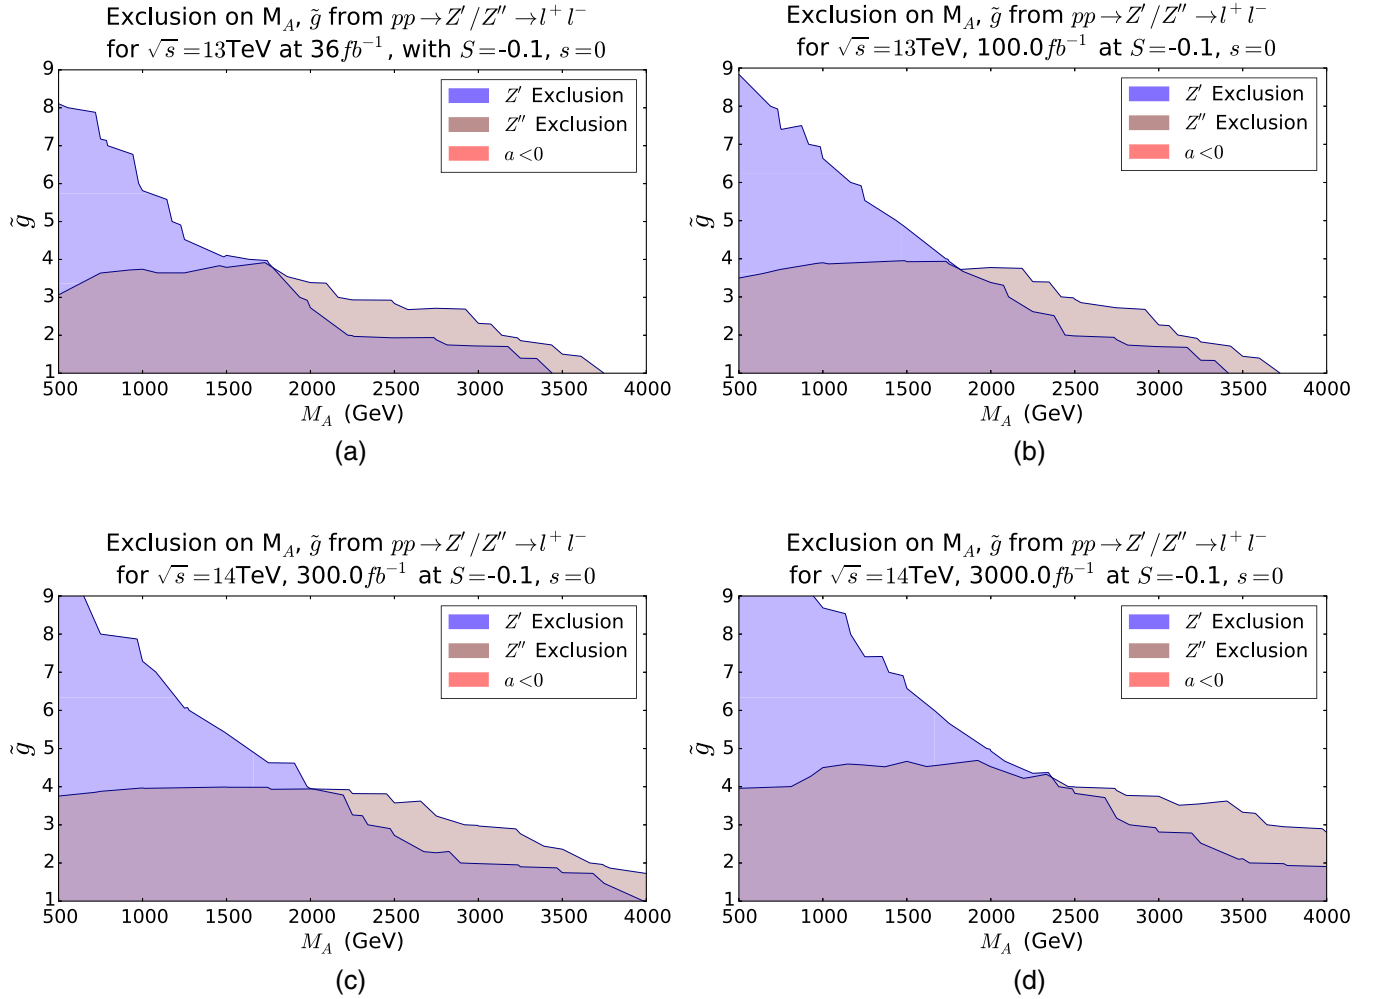 Exclusion on M_A, g̃ from pp→Z′/Z″→l⁺l⁻
for √s=13TeV at 36fb⁻¹, with S=-0.1, s=0
9
8
7
6
5
4
3
2
1
g̃
Z′ Exclusion
Z″ Exclusion
a<0
500 1000 1500 2000 2500 3000 3500 4000
M_A (GeV)
(a)
Exclusion on M_A, g̃ from pp→Z′/Z″→l⁺l⁻
for √s=13TeV, 100.0fb⁻¹ at S=-0.1, s=0
9
8
7
6
5
4
3
2
1
g̃
Z′ Exclusion
Z″ Exclusion
a<0
500 1000 1500 2000 2500 3000 3500 4000
M_A (GeV)
(b)
Exclusion on M_A, g̃ from pp→Z′/Z″→l⁺l⁻
for √s=14TeV, 300.0fb⁻¹ at S=-0.1, s=0
9
8
7
6
5
4
3
2
1
g̃
Z′ Exclusion
Z″ Exclusion
a<0
500 1000 1500 2000 2500 3000 3500 4000
M_A (GeV)
(c)
Exclusion on M_A, g̃ from pp→Z′/Z″→l⁺l⁻
for √s=14TeV, 3000.0fb⁻¹ at S=-0.1, s=0
9
8
7
6
5
4
3
2
1
g̃
Z′ Exclusion
Z″ Exclusion
a<0
500 1000 1500 2000 2500 3000 3500 4000
M_A (GeV)
(d)